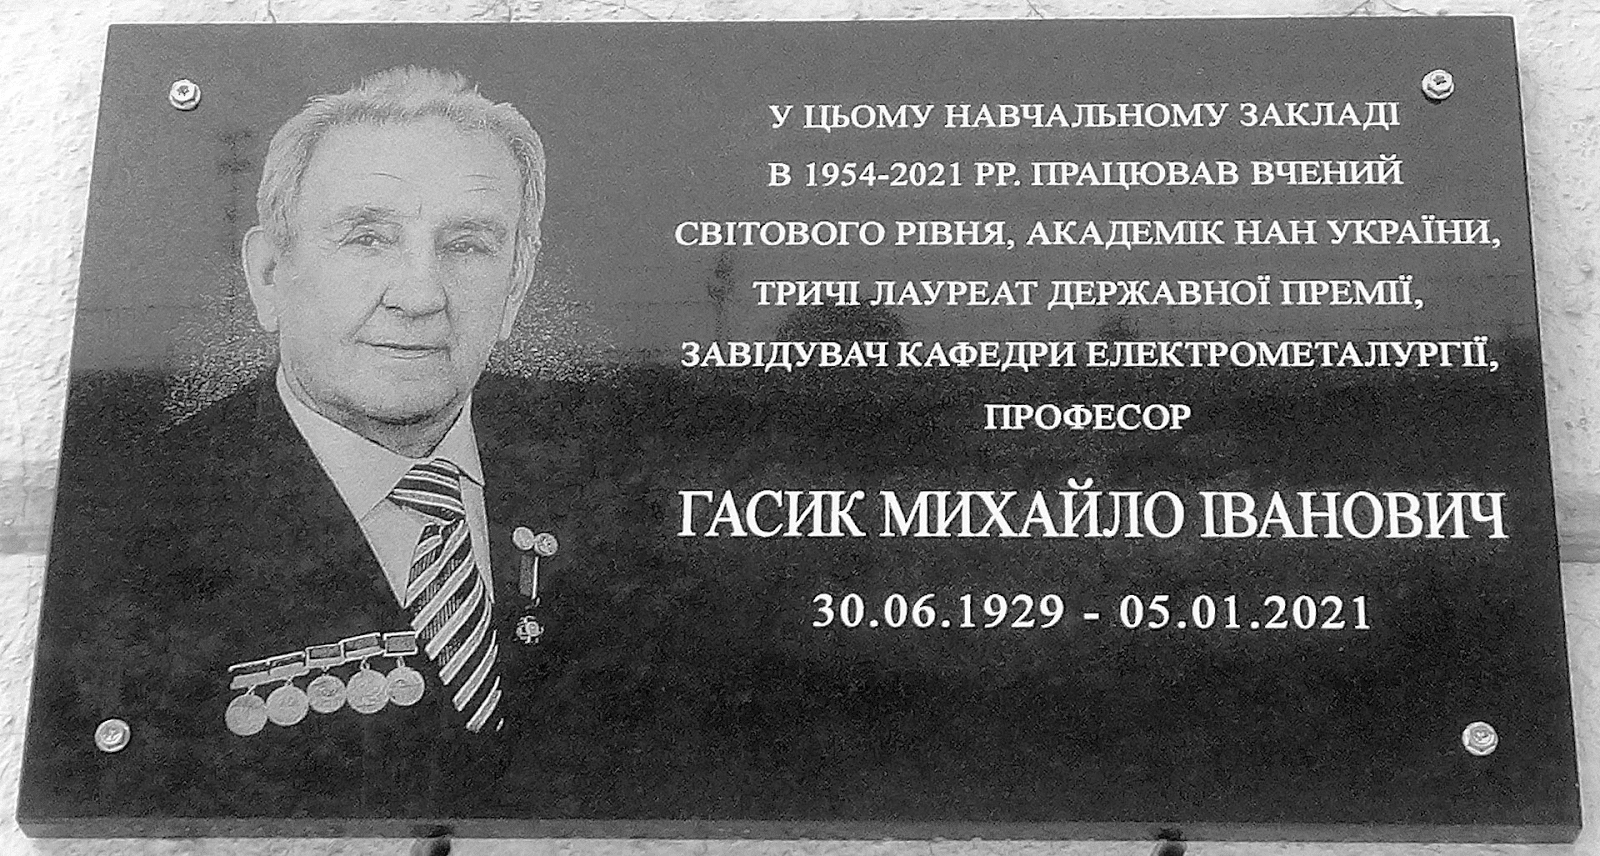 У ЦЬОМУ НАВЧАЛЬНОМУ ЗАКЛАДІ
В 1954-2021 РР. ПРАЦЮВАВ ВЧЕНИЙ
СВІТОВОГО РІВНЯ, АКАДЕМІК НАН УКРАЇНИ,
ТРИЧІ ЛАУРЕАТ ДЕРЖАВНОЇ ПРЕМІЇ,
ЗАВІДУВАЧ КАФЕДРИ ЕЛЕКТРОМЕТАЛУРГІЇ,
ПРОФЕСОР
ГАСИК МИХАЙЛО ІВАНОВИЧ
30.06.1929 - 05.01.2021